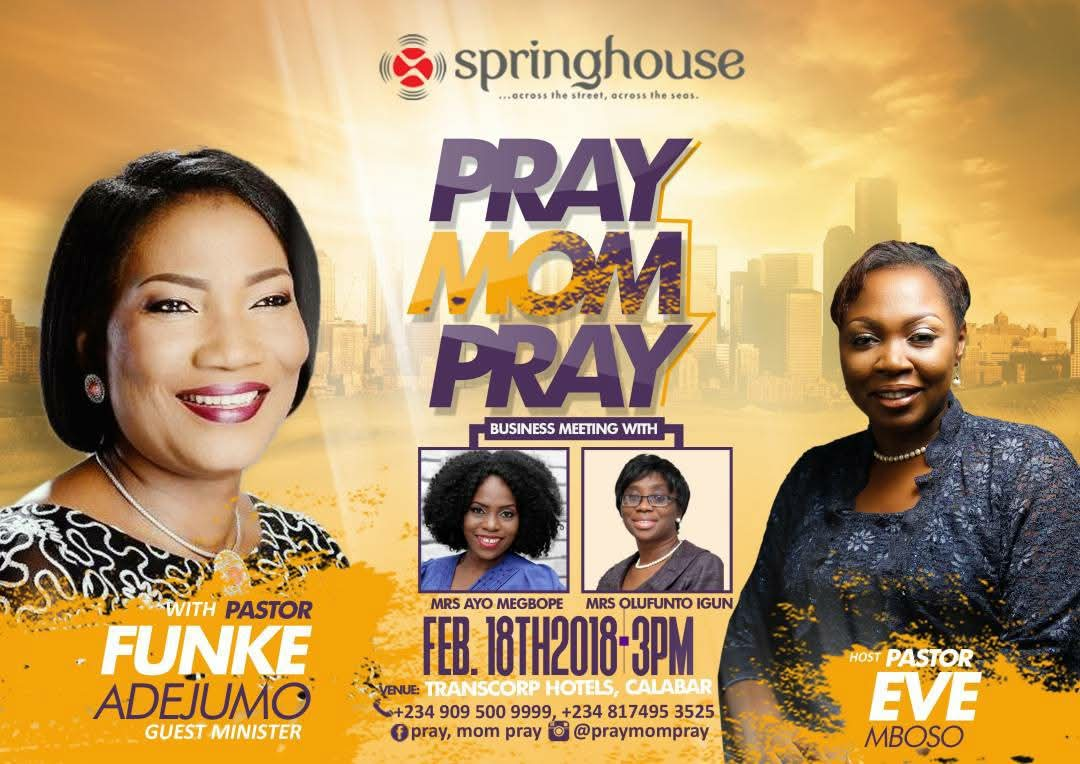 springhouse
...across the street, across the seas.
PRAY
MOM
PRAY
BUSINESS MEETING WITH
MRS AYO MEGBOPE
MRS OLUFUNTO IGUN
FEB. 18TH2018-3PM
VENUE: TRANSCORP HOTELS, CALABAR
+234 909 500 9999, +234 817495 3525
pray, mom pray @praymompray
WITH PASTOR
FUNKE
ADEJUMO
GUEST MINISTER
HOST PASTOR
EVE
MBOSO